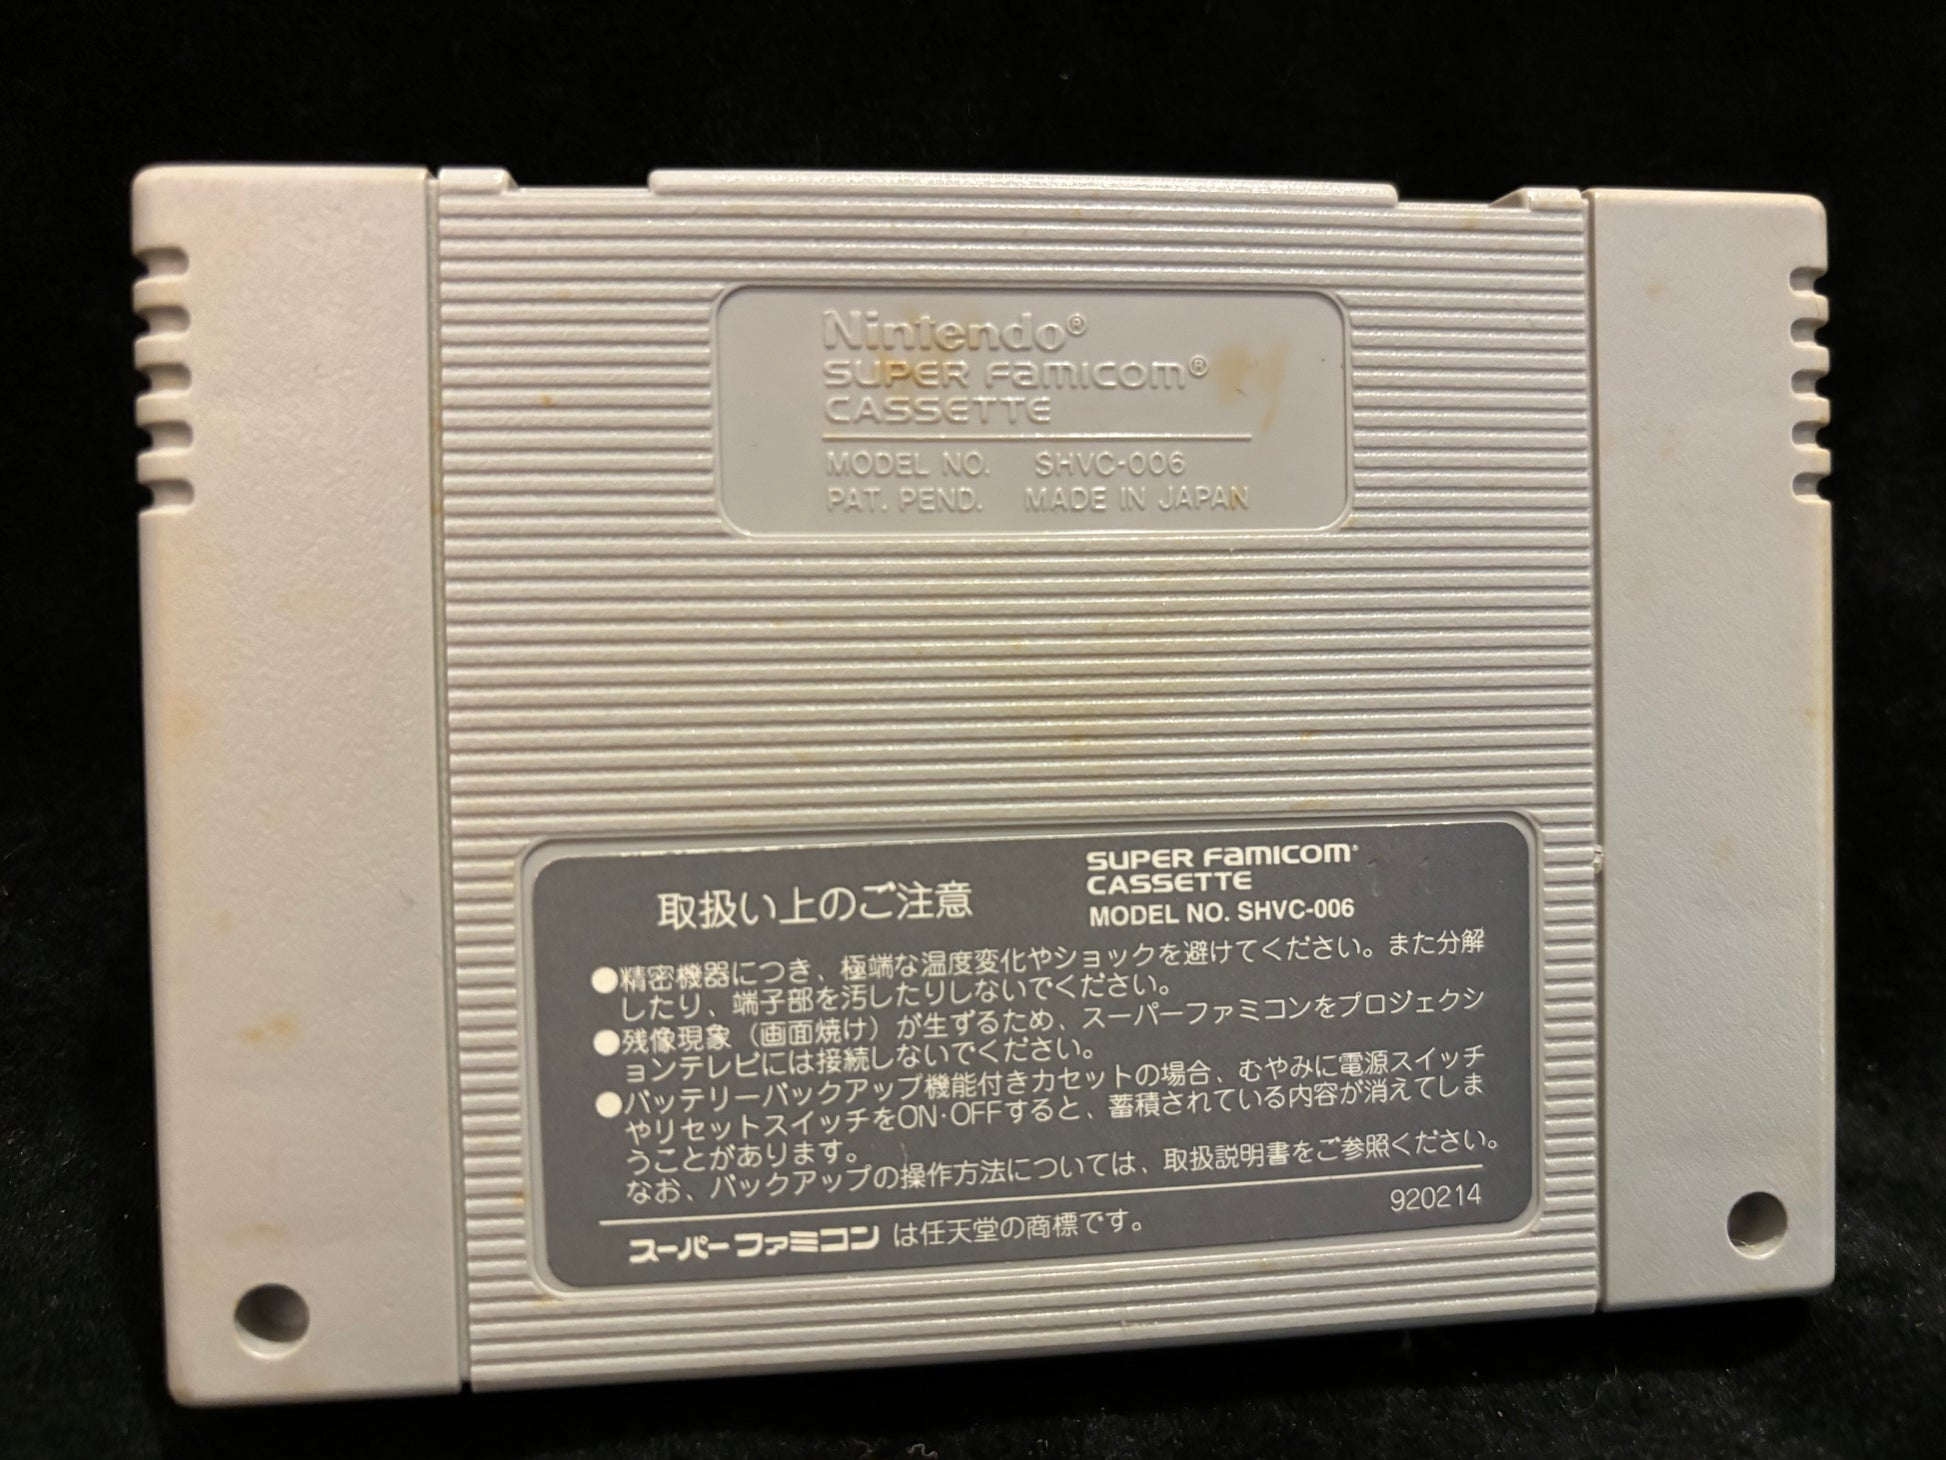 Nintendo®
SUPER Famicom®
CASSETTE
MODEL NO. SHVC-006
PAT. PEND. MADE IN JAPAN
取扱い上のご注意
SUPER Famicom®
CASSETTE
MODEL NO. SHVC-006
●精密機器につき、極端な温度変化やショックを避けてください。また分解
したり、端子部を汚したりしないでください。
●残像現象（画面焼け）が生ずるため、スーパーファミコンをプロジェクシ
ョンテレビには接続しないでください。
●バッテリーバックアップ機能付きカセットの場合、むやみに電源スイッチ
やリセットスイッチをON・OFFすると、蓄積されている内容が消えてしま
うことがあります。
なお、バックアップの操作方法については、取扱説明書をご参照ください。
920214
スーパーファミコン は任天堂の商標です。